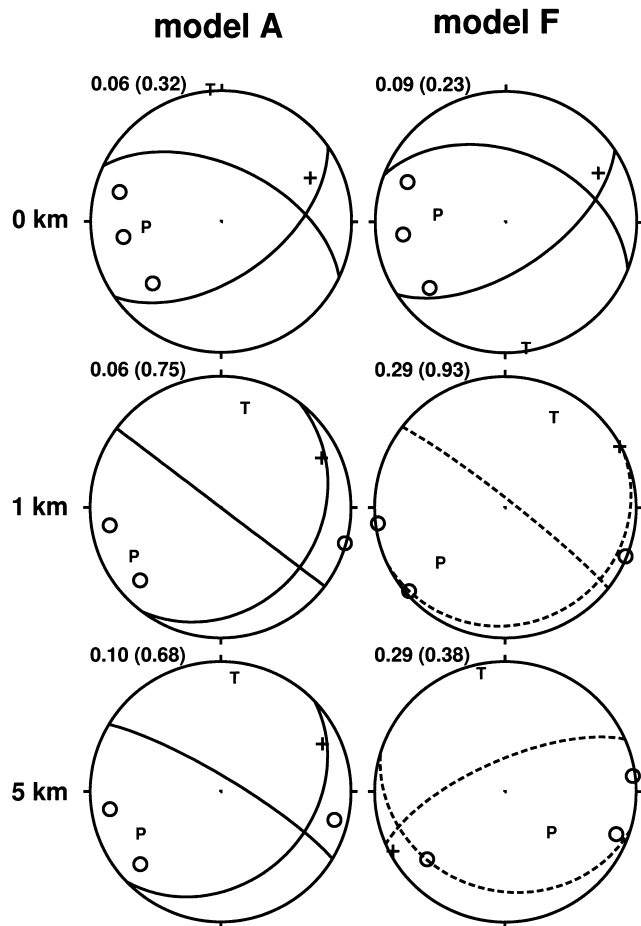 model A model F
0.06 (0.32) T 0.09 (0.23)
0 km P P
T
0.06 (0.75) 0.29 (0.93)
T T
1 km
P P
0.10 (0.68) 0.29 (0.38)
T T
5 km
P P